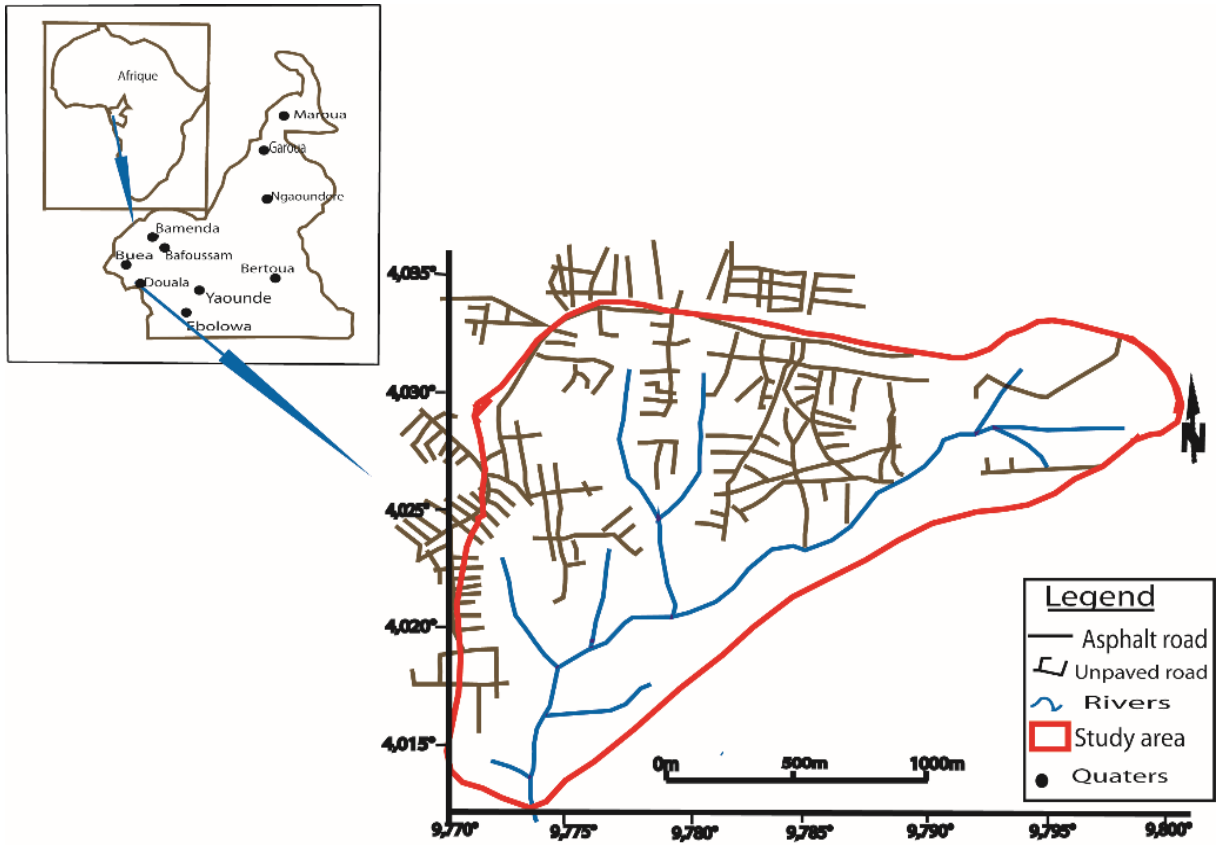 Afrique
Maroua
Garoua
Ngaoundere
Bamenda
Bafoussam
Buea
Bertoua
Douala
Yaounde
Ebolowa
4,035°
4,030°
4,025°
4,020°
4,015°
N
0m 500m 1000m
9,770° 9,775° 9,780° 9,785° 9,790° 9,795° 9,800°
Legend
Asphalt road
Unpaved road
Rivers
Study area
Quaters